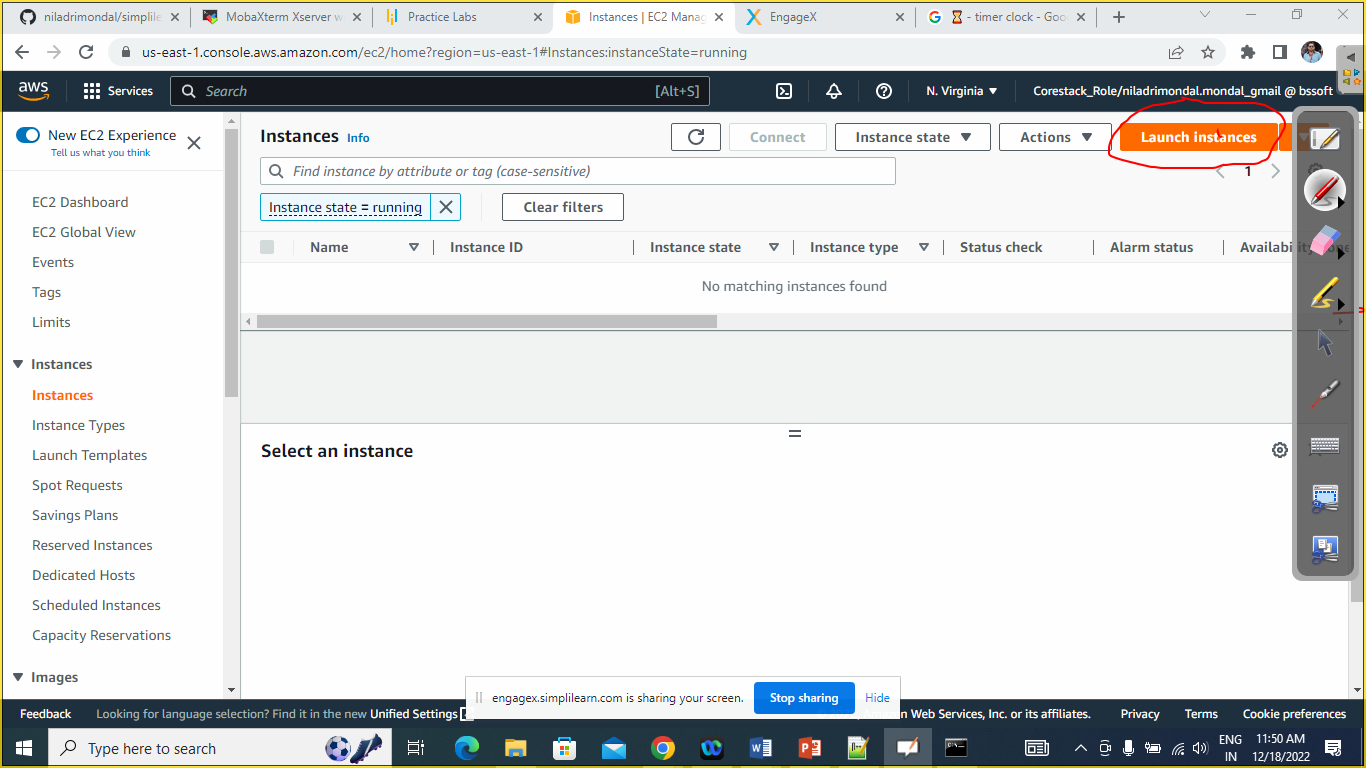 niladrimondal/simplile
MobaXterm Xserver w
Practice Labs
Instances | EC2 Manag
EngageX
- timer clock - Goo
us-east-1.console.aws.amazon.com/ec2/home?region=us-east-1#Instances:instanceState=running
aws
Services
Search
[Alt+S]
N. Virginia
Corestack_Role/niladrimondal.mondal_gmail @ bssoft
New EC2 Experience
Tell us what you think
Instances Info
Connect
Instance state
Actions
Launch instances
Find instance by attribute or tag (case-sensitive)
1
Instance state = running
Clear filters
Name
Instance ID
Instance state
Instance type
Status check
Alarm status
No matching instances found
Select an instance
EC2 Dashboard
EC2 Global View
Events
Tags
Limits
Instances
Instances
Instance Types
Launch Templates
Spot Requests
Savings Plans
Reserved Instances
Dedicated Hosts
Scheduled Instances
Capacity Reservations
Images
engagex.simplilearn.com is sharing your screen.
Stop sharing
Hide
Feedback
Looking for language selection? Find it in the new Unified Settings
Web Services, Inc. or its affiliates.
Privacy
Terms
Cookie preferences
Type here to search
ENG
IN
11:50 AM
12/18/2022